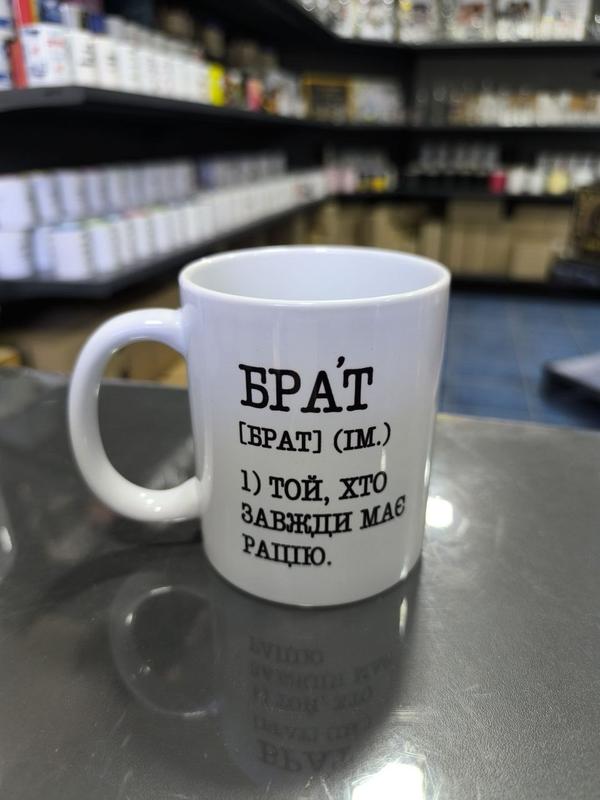 БРА'Т
[БРАТ] (ІМ.)
1) ТОЙ, ХТО
ЗАВЖДИ МАЄ
РАЦІЮ.